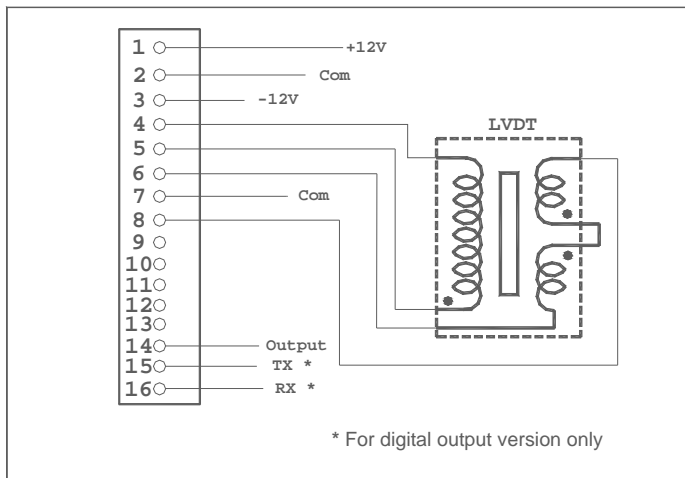 1 +12V
2 Com
3 -12V
4
LVDT
5
6
7 Com
8
9
10
11
12
13
14 Output
15 TX *
16 RX *
* For digital output version only